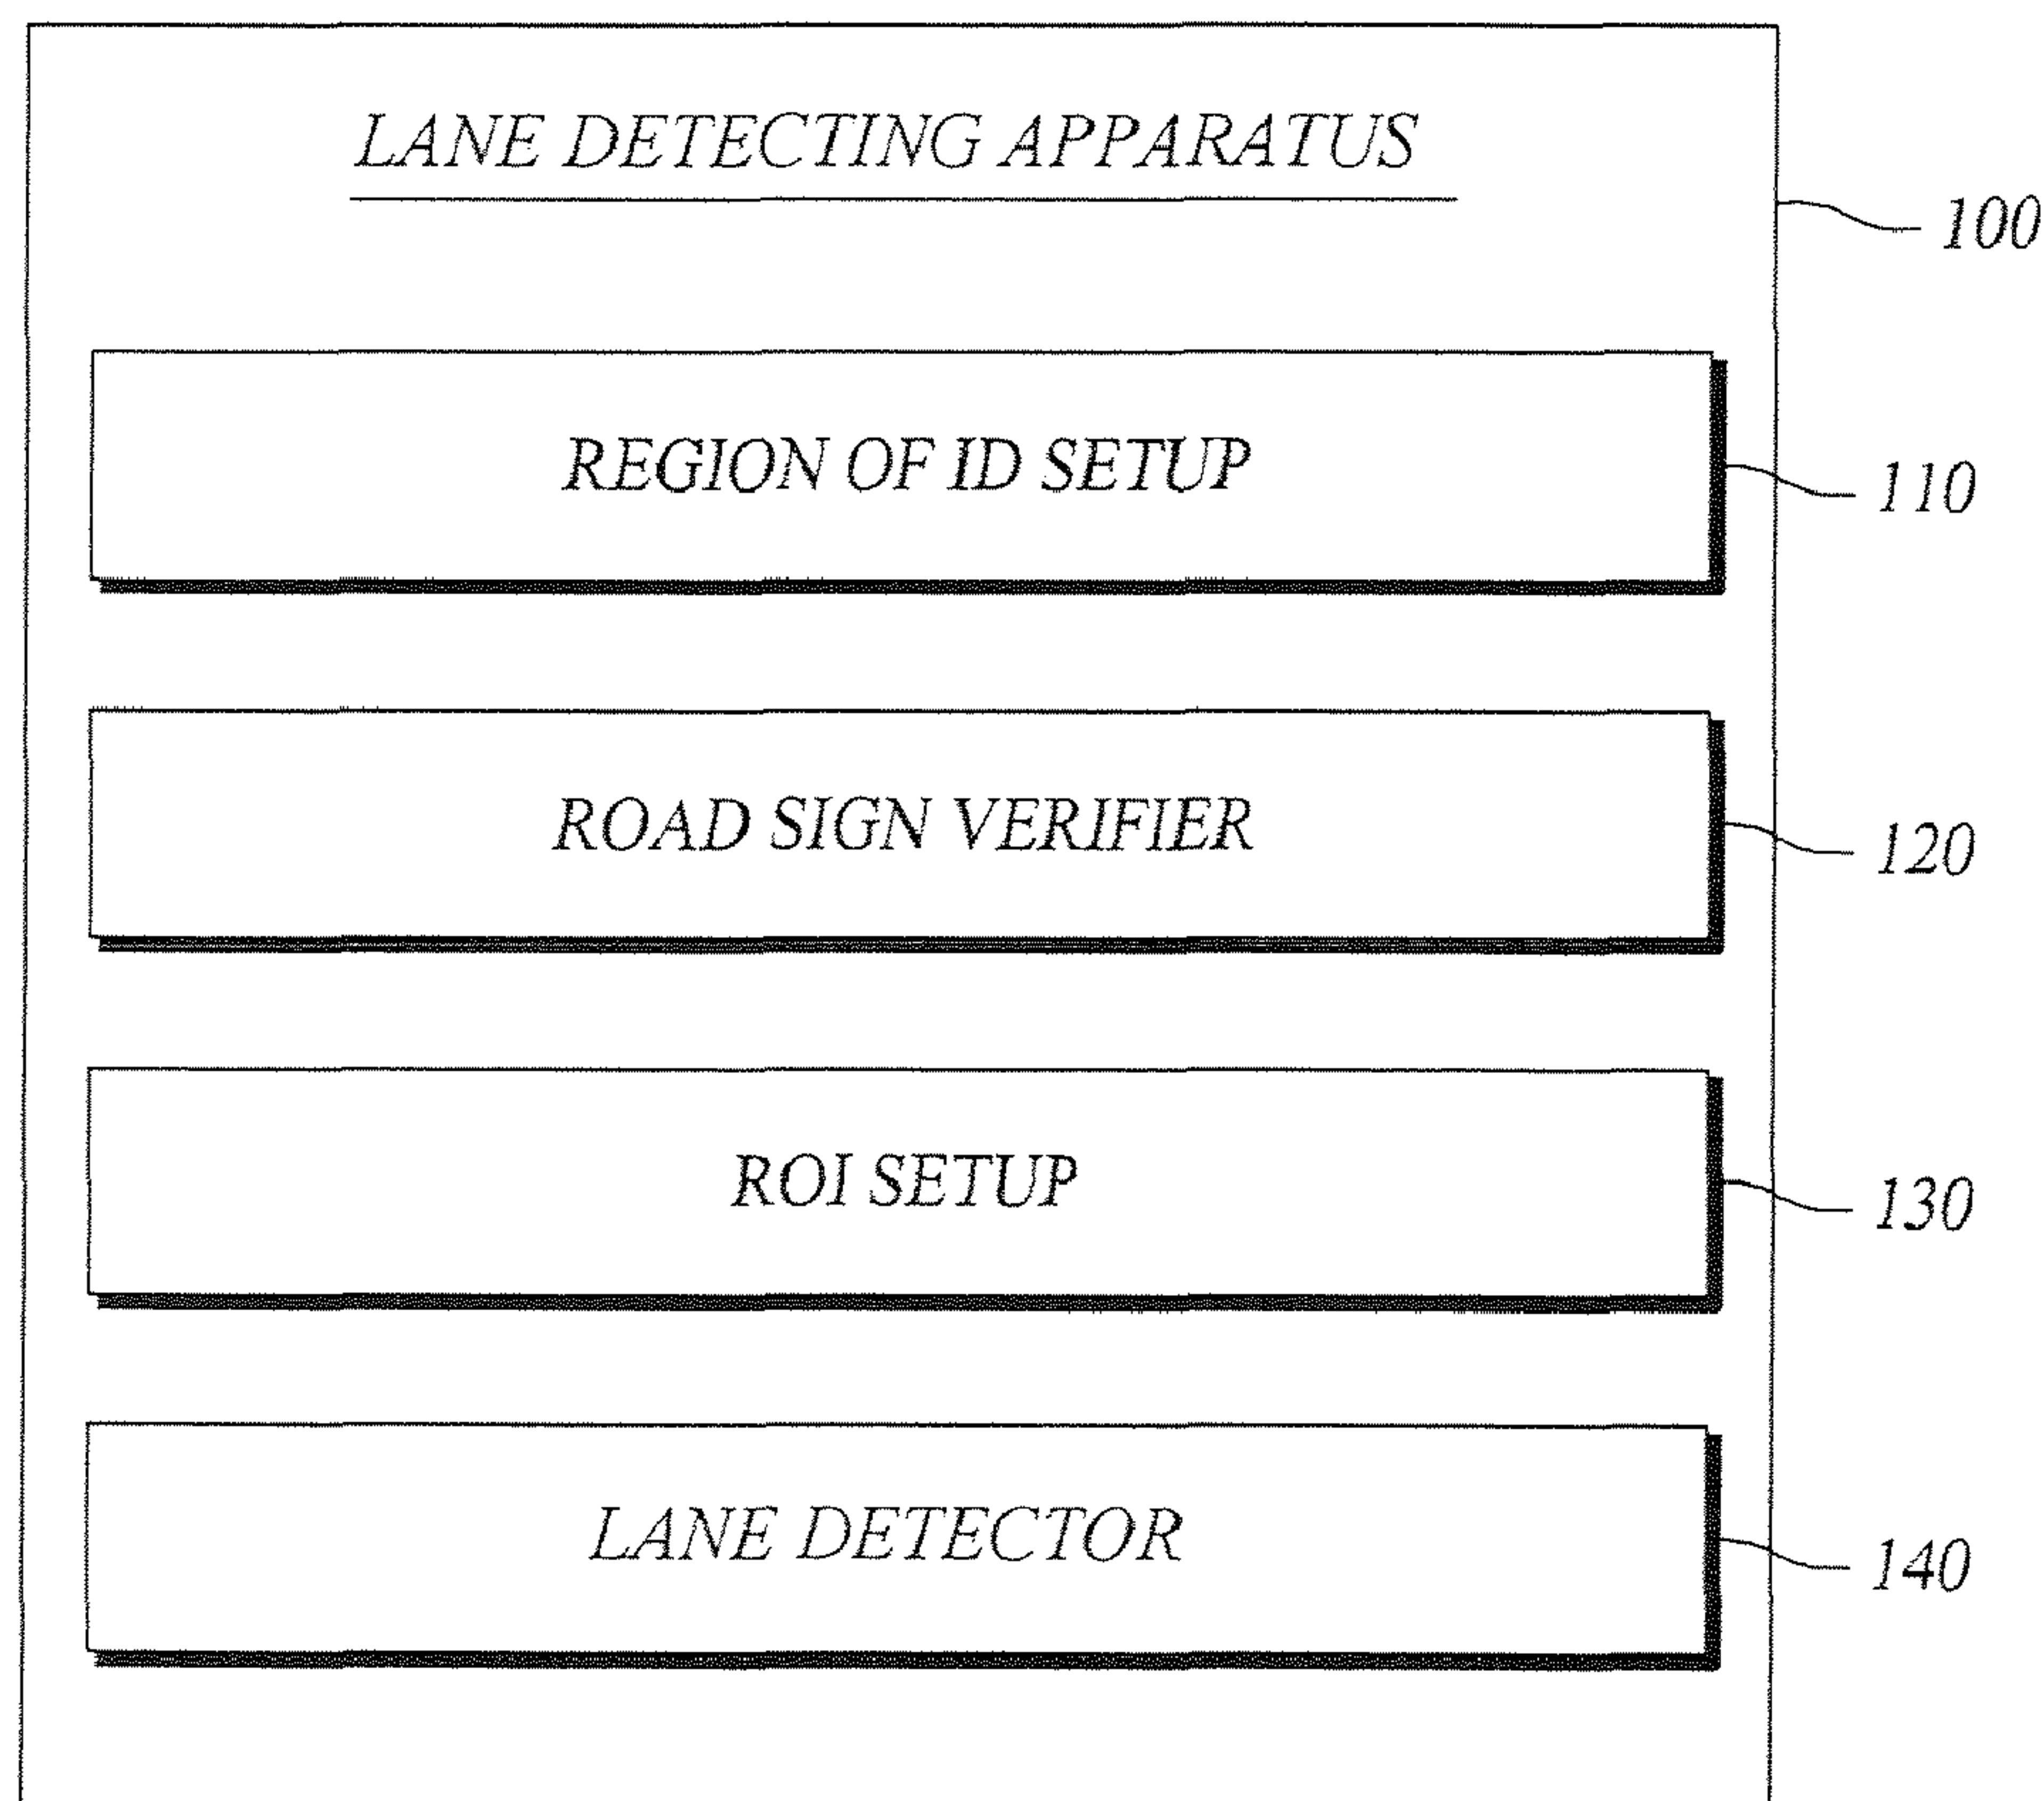 LANE DETECTING APPARATUS
100
REGION OF ID SETUP
110
ROAD SIGN VERIFIER
120
ROI SETUP
130
LANE DETECTOR
140